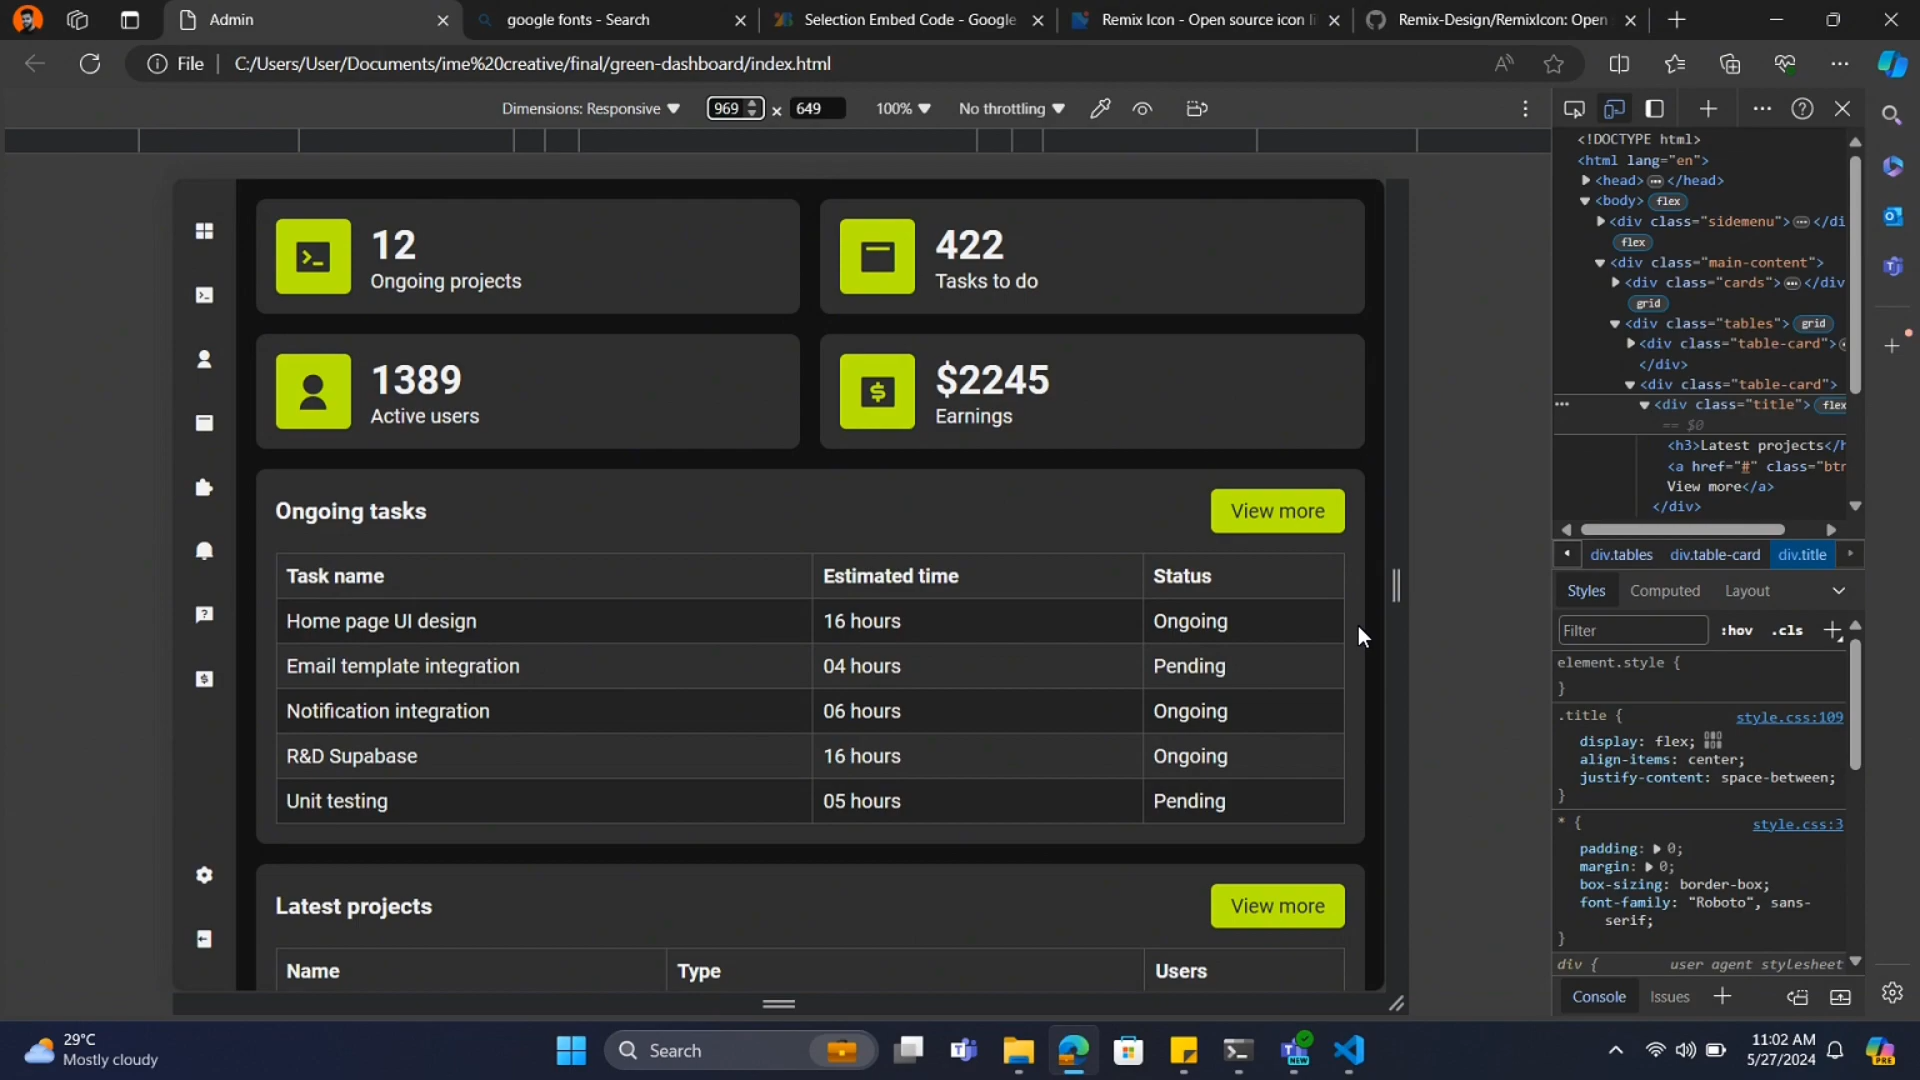 Admin
google fonts - Search
Selection Embed Code - Google
Remix Icon - Open source icon li
Remix-Design/RemixIcon: Open
File
C:/Users/User/Documents/ime%20creative/final/green-dashboard/index.html
Dimensions: Responsive
969 x 649
100%
No throttling
12
Ongoing projects
422
Tasks to do
1389
Active users
$2245
Earnings
Ongoing tasks
View more
Task name Estimated time Status
Home page UI design 16 hours Ongoing
Email template integration 04 hours Pending
Notification integration 06 hours Ongoing
R&D Supabase 16 hours Ongoing
Unit testing 05 hours Pending
Latest projects
View more
Name Type Users
<!DOCTYPE html>
<html lang="en">
<head> </head>
<body> flex
<div class="sidemenu"> </di
flex
<div class="main-content">
<div class="cards"> </div
grid
<div class="tables"> grid
<div class="table-card">
</div>
<div class="table-card">
<div class="title"> flex
== $0
<h3>Latest projects</h
<a href="#" class="btn
View more</a>
</div>
div.tables div.table-card div.title
Styles Computed Layout
Filter :hov .cls
element.style {
}
.title { style.css:109
display: flex;
align-items: center;
justify-content: space-between;
}
* { style.css:3
padding: 0;
margin: 0;
box-sizing: border-box;
font-family: "Roboto", sans-
serif;
}
div { user agent stylesheet
Console Issues
29°C
Mostly cloudy
Search
NEW
11:02 AM
5/27/2024
PRE